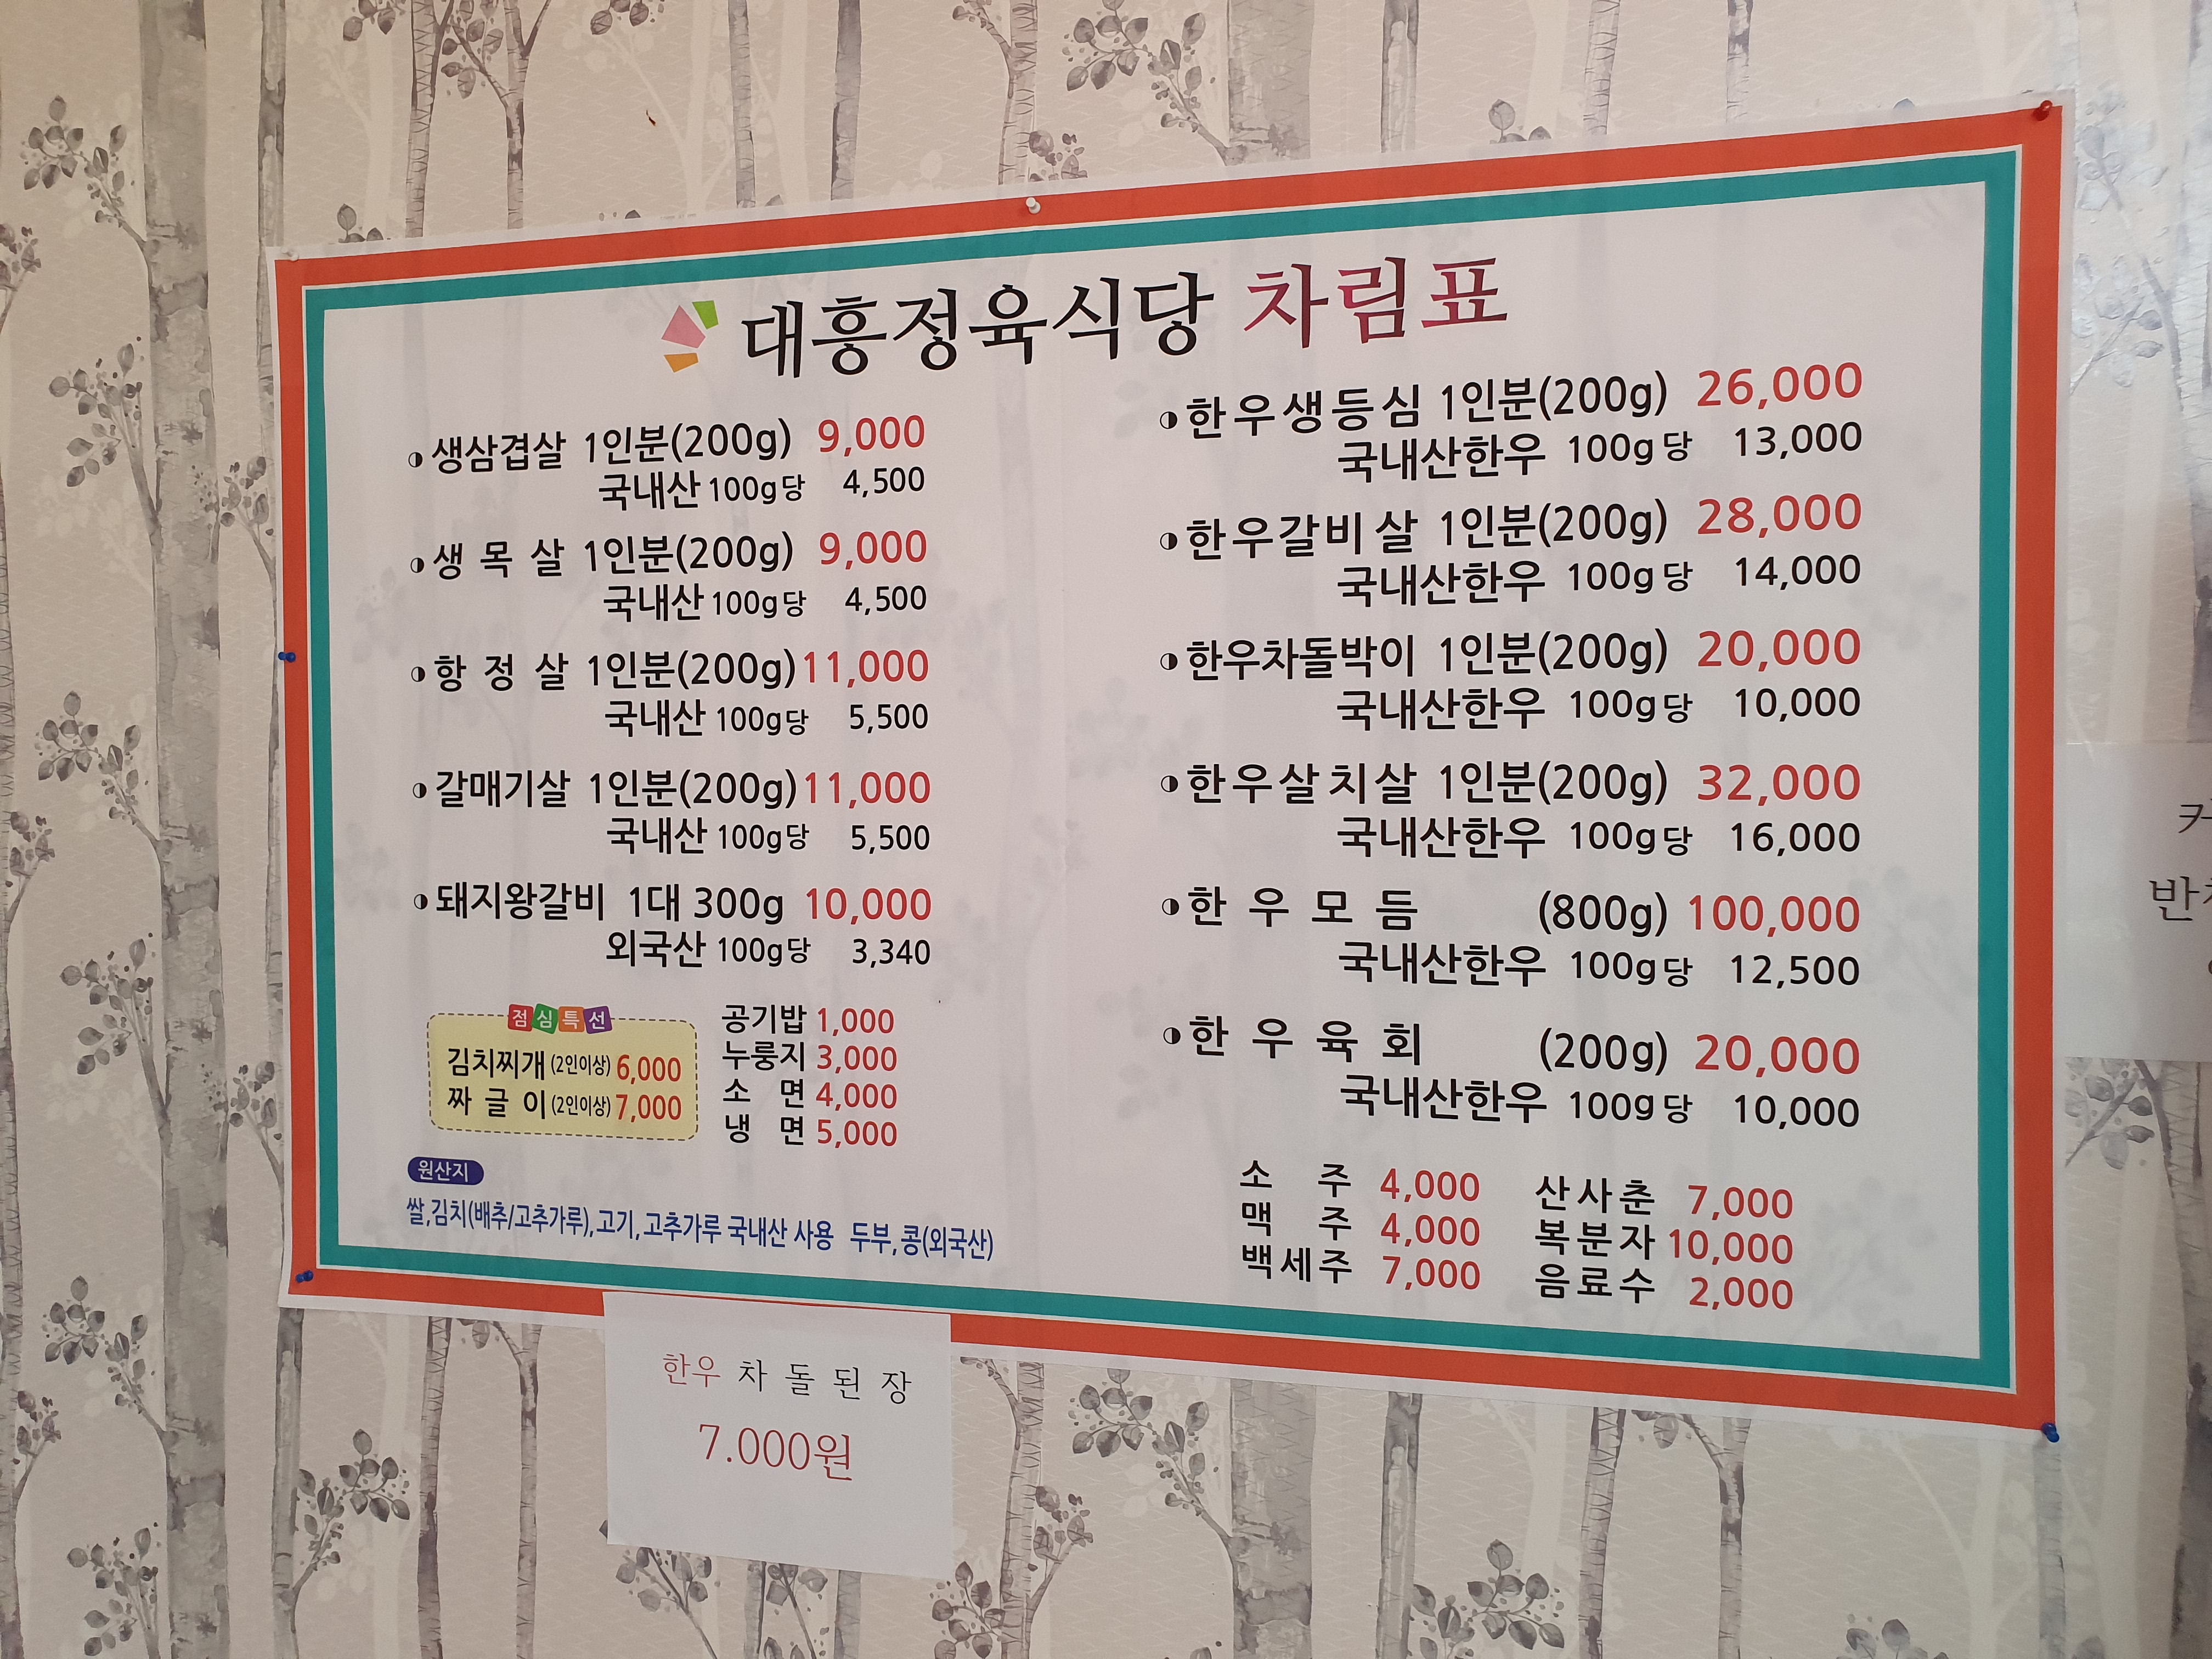 대흥정육식당 차림표
생삼겹살 1인분(200g) 9,000
국내산 100g당 4,500
생 목 살 1인분(200g) 9,000
국내산 100g당 4,500
항 정 살 1인분(200g) 11,000
국내산 100g당 5,500
갈매기살 1인분(200g) 11,000
국내산 100g당 5,500
돼지왕갈비 1대 300g 10,000
외국산 100g당 3,340
점심특선
김치찌개 (2인이상) 6,000
짜 글 이 (2인이상) 7,000
공기밥 1,000
누룽지 3,000
소 면 4,000
냉 면 5,000
원산지
쌀,김치(배추/고추가루),고기,고추가루 국내산 사용 두부,콩(외국산)
한우생등심 1인분(200g) 26,000
국내산한우 100g당 13,000
한우갈비살 1인분(200g) 28,000
국내산한우 100g당 14,000
한우차돌박이 1인분(200g) 20,000
국내산한우 100g당 10,000
한우살치살 1인분(200g) 32,000
국내산한우 100g당 16,000
한 우 모 듬 (800g) 100,000
국내산한우 100g당 12,500
한 우 육 회 (200g) 20,000
국내산한우 100g당 10,000
소 주 4,000
맥 주 4,000
백세주 7,000
산사춘 7,000
복분자 10,000
음료수 2,000
한우 차 돌 된 장
7.000원